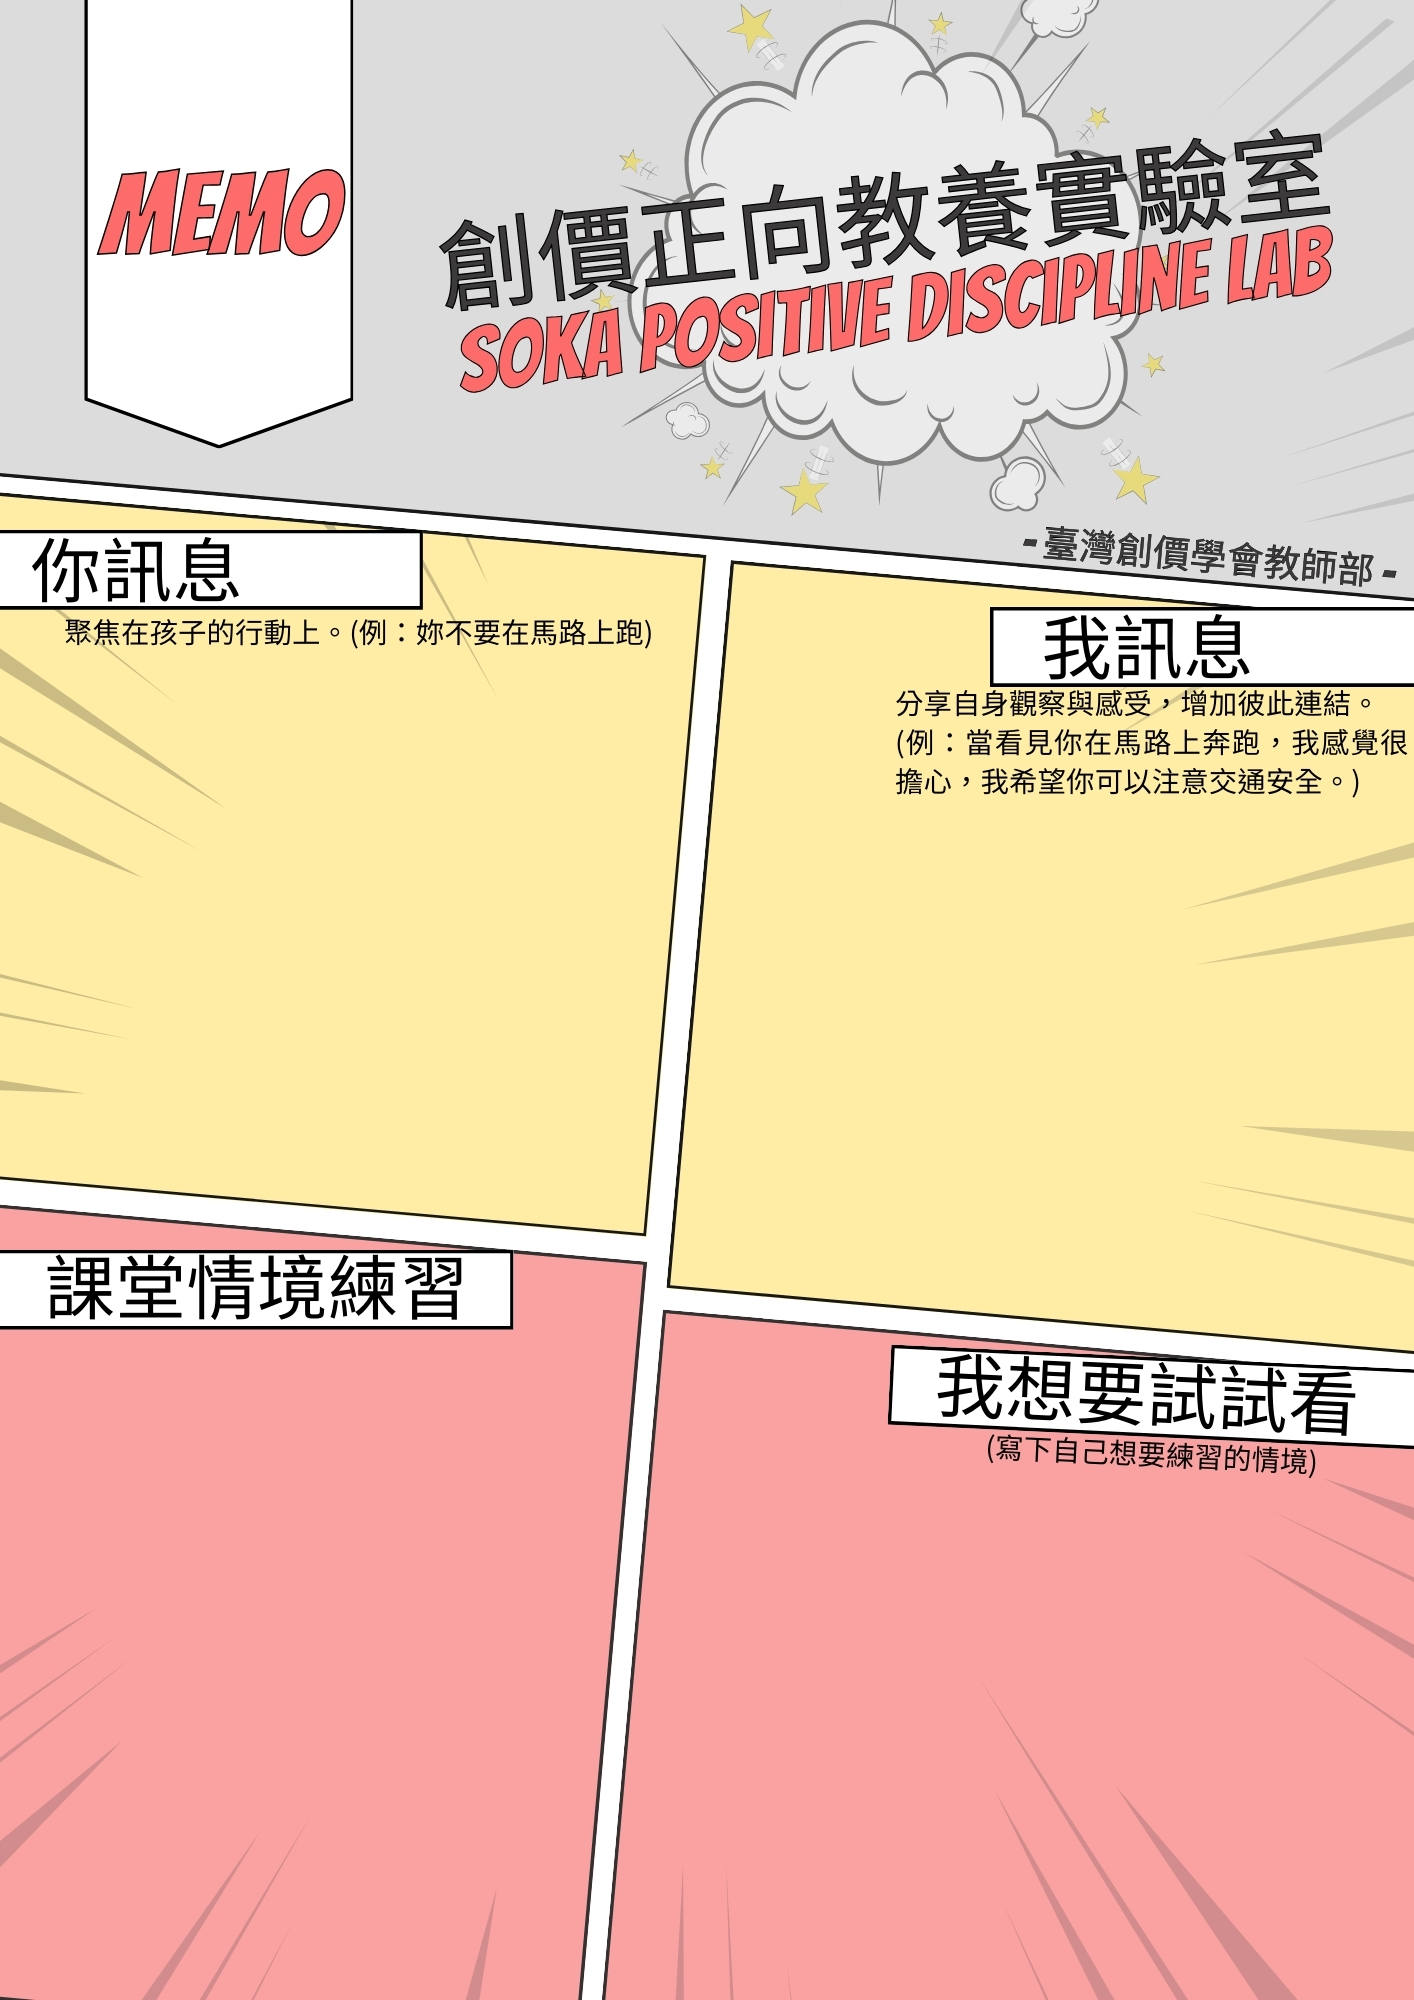 MEMO
創價正向教養實驗室
SOKA POSITIVE DISCIPLINE LAB
-臺灣創價學會教師部-
你訊息
聚焦在孩子的行動上。(例：妳不要在馬路上跑)
我訊息
分享自身觀察與感受，增加彼此連結。
(例：當看見你在馬路上奔跑，我感覺很
擔心，我希望你可以注意交通安全。)
課堂情境練習
我想要試試看
(寫下自己想要練習的情境)